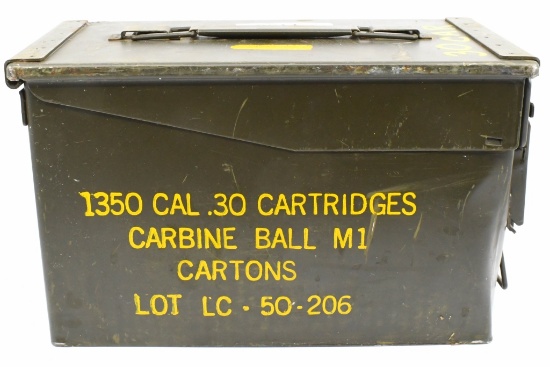 1350 CAL .30 CARTRIDGES
CARBINE BALL M1
CARTONS
LOT LC - 50 - 206